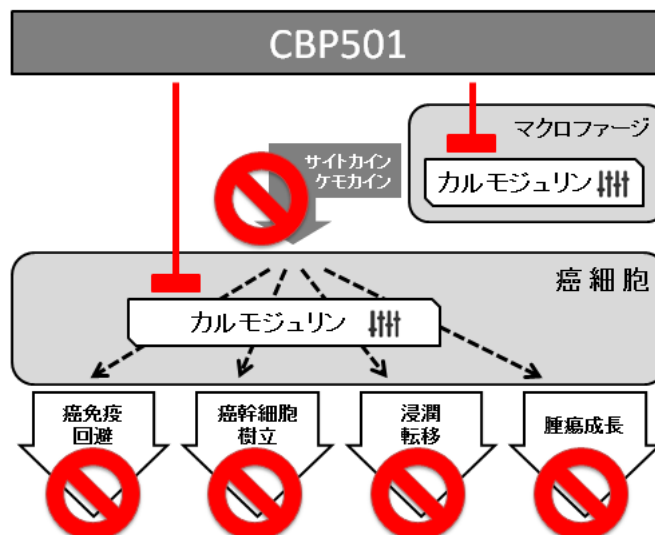 CBP501
マクロファージ
サイトカイン
ケモカイン
カルモジュリン
癌細胞
カルモジュリン
癌免疫
回避
癌幹細胞
樹立
浸潤
転移
腫瘍成長